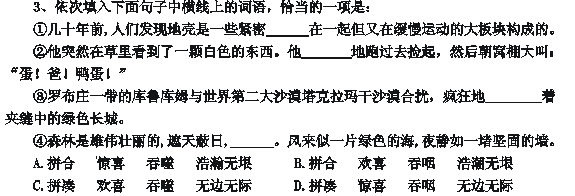 3、依次填入下面句子中横线上的词语，恰当的一项是：
①几十年前,人们发现地壳是一些紧密______在一起但又在缓慢运动的大板块构成的。
②他突然在草里看到了一颗白色的东西。他______地跑过去捡起，然后朝窝棚大叫：
“蛋！爸！鸭蛋！”
③罗布庄一带的库鲁库姆与世界第二大沙漠塔克拉玛干沙漠合扰，疯狂地______着
夹缝中的绿色长城。
④森林是雄伟壮丽的,遮天蔽日,______。风来似一片绿色的海,夜静如一堵坚固的墙。
A.拼合 惊喜 吞噬 浩瀚无垠 B.拼合 欢喜 吞咽 浩瀚无垠
C.拼凑 欢喜 吞噬 无边无际 D.拼凑 惊喜 吞咽 无边无际